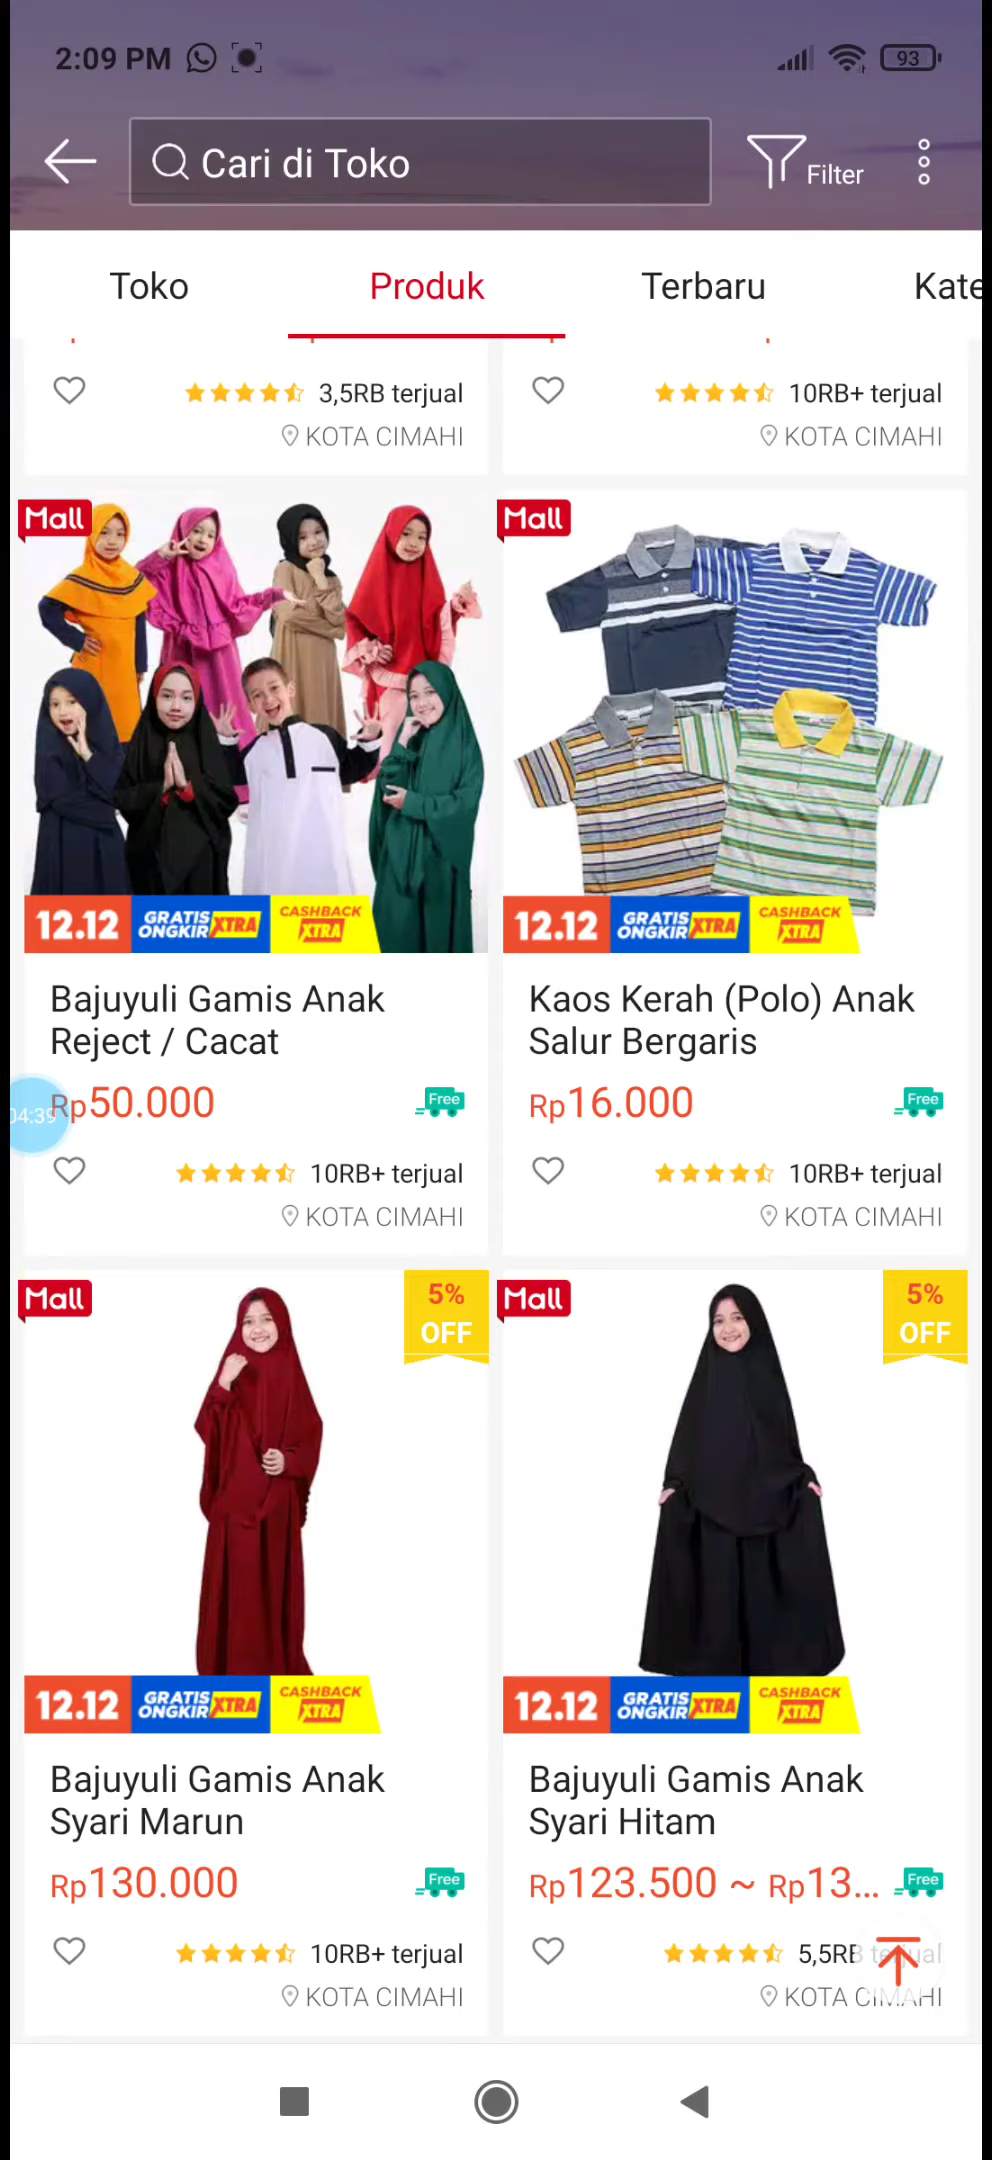 2:09 PM
93
Cari di Toko
Filter
Toko
Produk
Terbaru
Kate
3,5RB terjual
KOTA CIMAHI
10RB+ terjual
KOTA CIMAHI
Mall
12.12 GRATIS ONGKIR XTRA CASHBACK XTRA
Bajuyuli Gamis Anak
Reject / Cacat
Rp50.000
Free
04:39
10RB+ terjual
KOTA CIMAHI
Mall
12.12 GRATIS ONGKIR XTRA CASHBACK XTRA
Kaos Kerah (Polo) Anak
Salur Bergaris
Rp16.000
Free
10RB+ terjual
KOTA CIMAHI
Mall
5%
OFF
12.12 GRATIS ONGKIR XTRA CASHBACK XTRA
Bajuyuli Gamis Anak
Syari Marun
Rp130.000
Free
10RB+ terjual
KOTA CIMAHI
Mall
5%
OFF
12.12 GRATIS ONGKIR XTRA CASHBACK XTRA
Bajuyuli Gamis Anak
Syari Hitam
Rp123.500 ~ Rp13...
Free
5,5RB terjual
KOTA CIMAHI